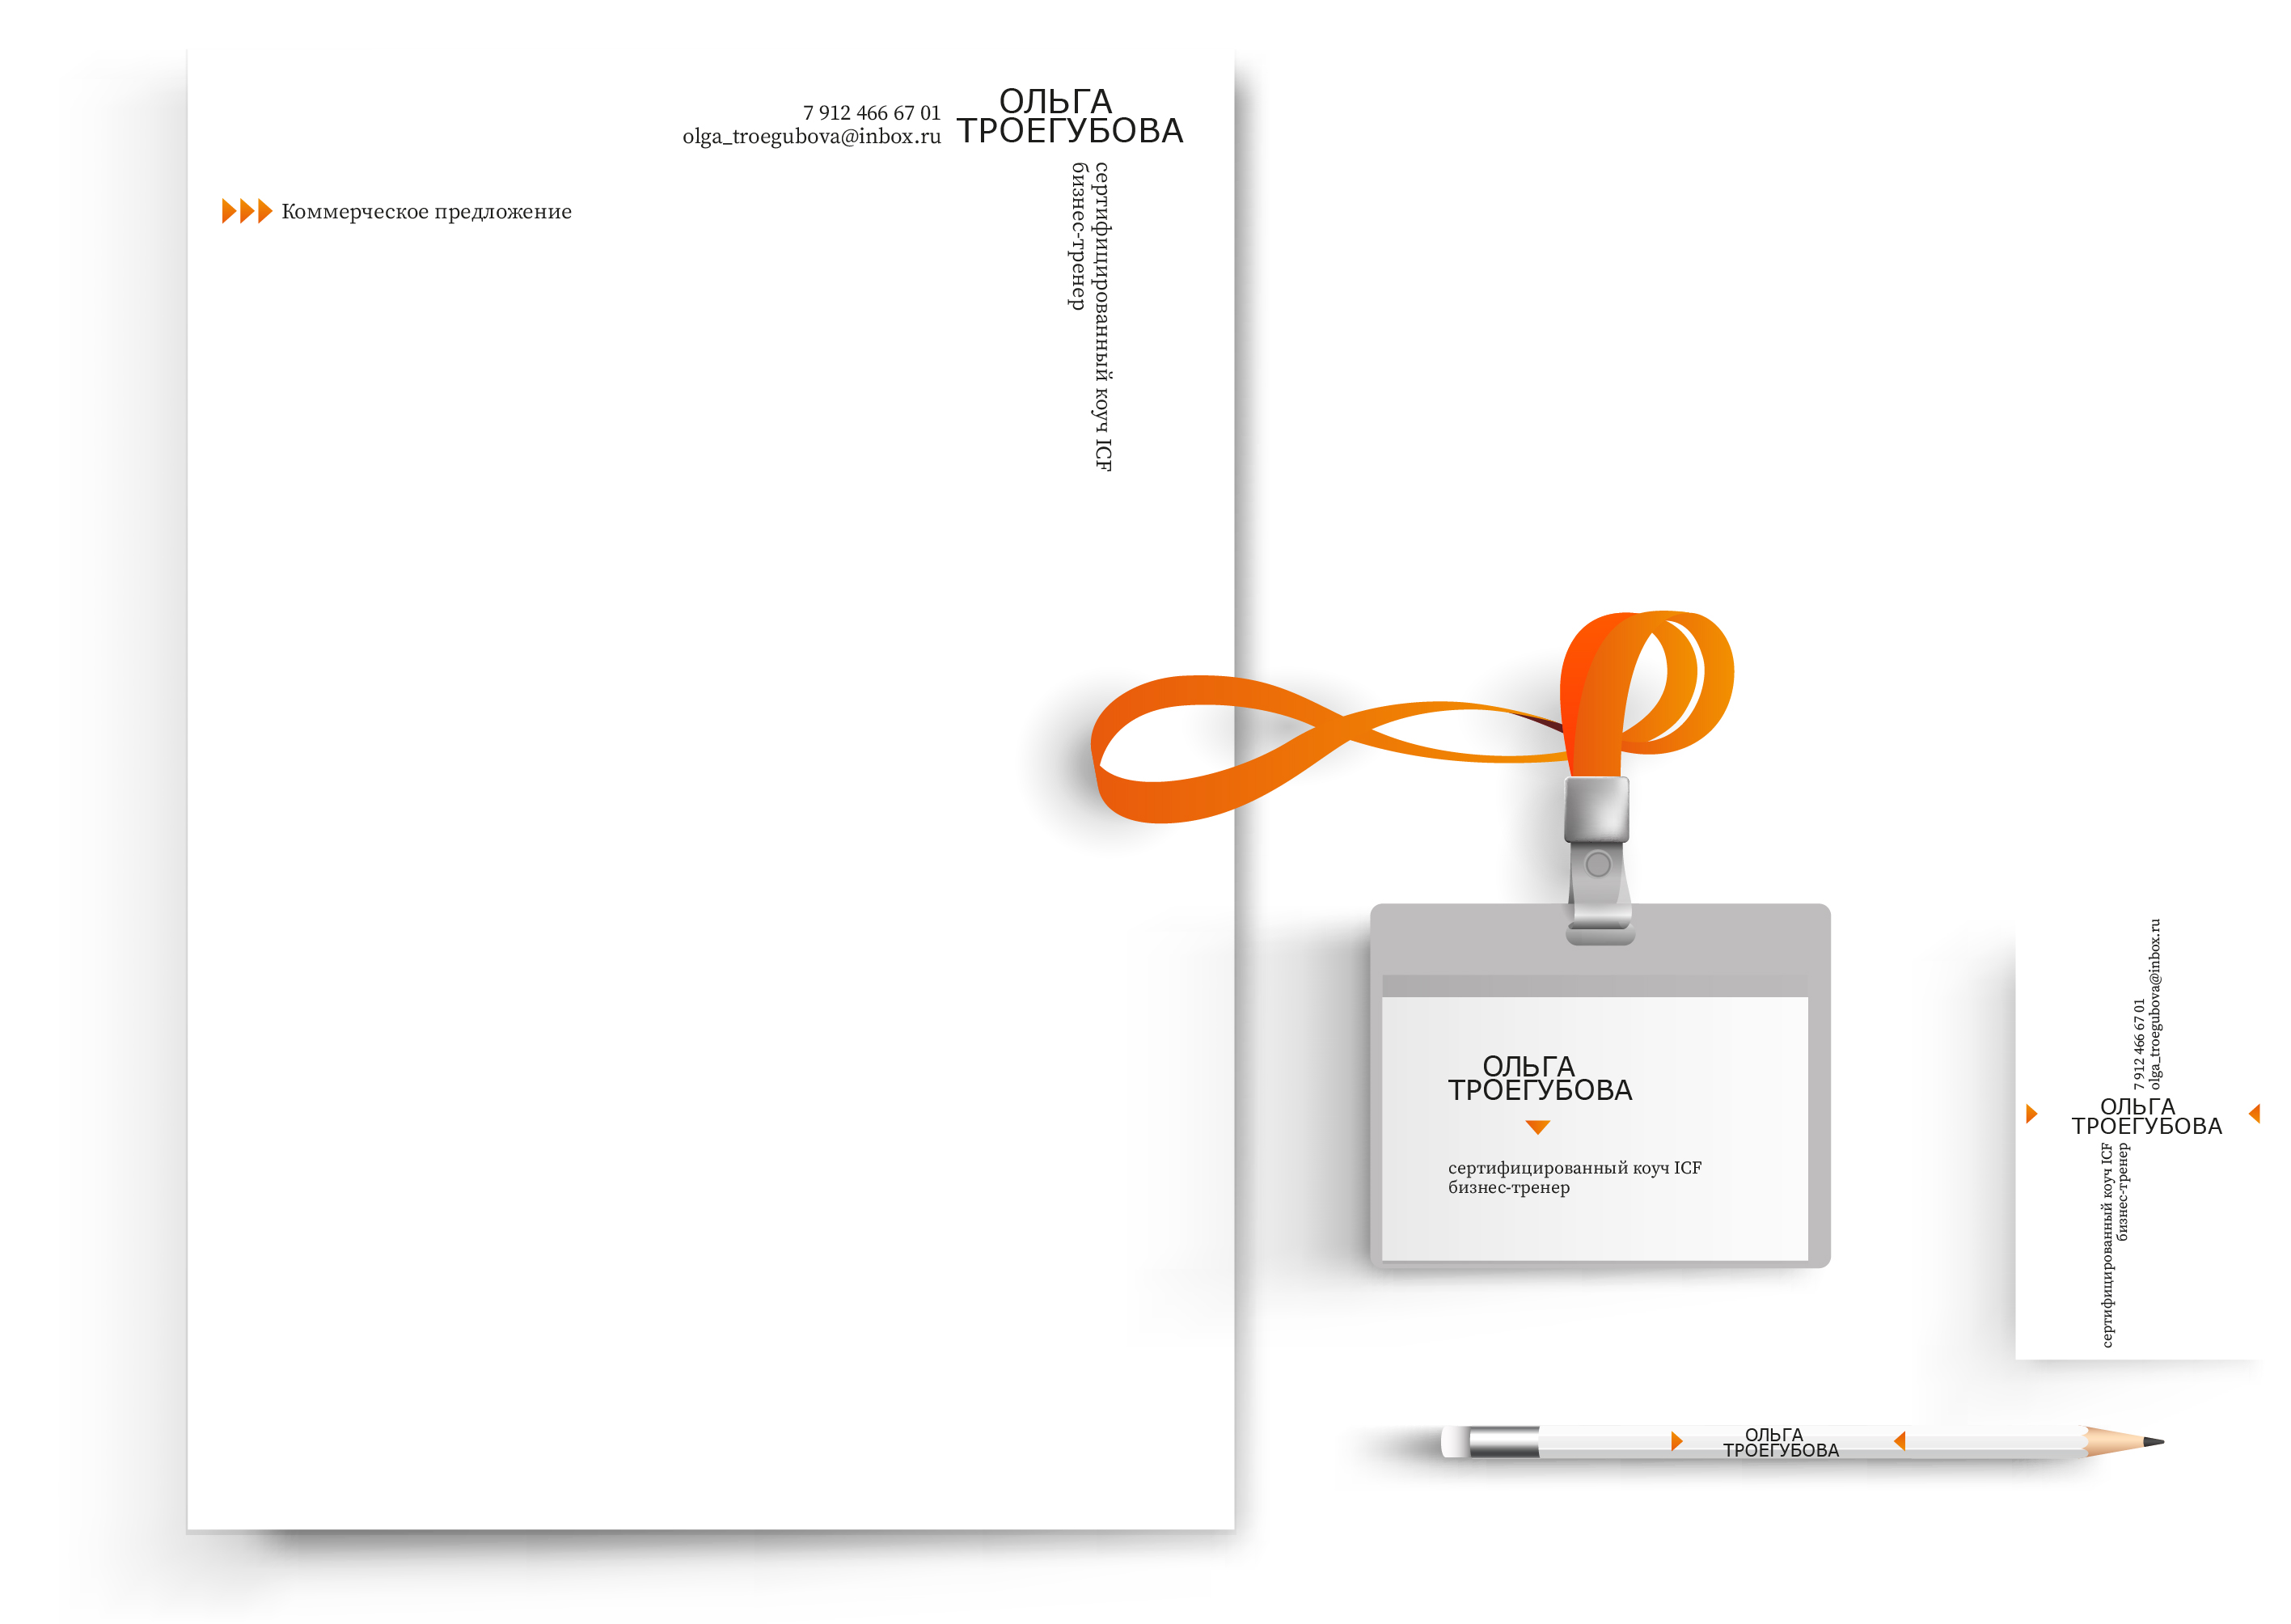 7 912 466 67 01
olga_troegubova@inbox.ru
ОЛЬГА
ТРОЕГУБОВА
сертифицированный коуч ICF
бизнес-тренер
Коммерческое предложение
ОЛЬГА
ТРОЕГУБОВА
сертифицированный коуч ICF
бизнес-тренер
7 912 466 67 01
olga_troegubova@inbox.ru
ОЛЬГА
ТРОЕГУБОВА
сертифицированный коуч ICF
бизнес-тренер
ОЛЬГА
ТРОЕГУБОВА